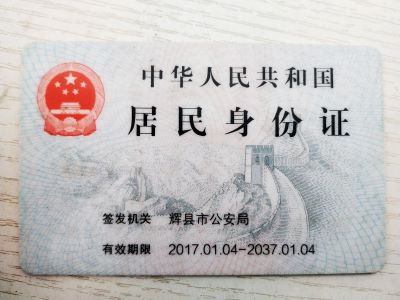 中华人民共和国
居民身份证
签发机关 辉县市公安局
有效期限 2017.01.04-2037.01.04